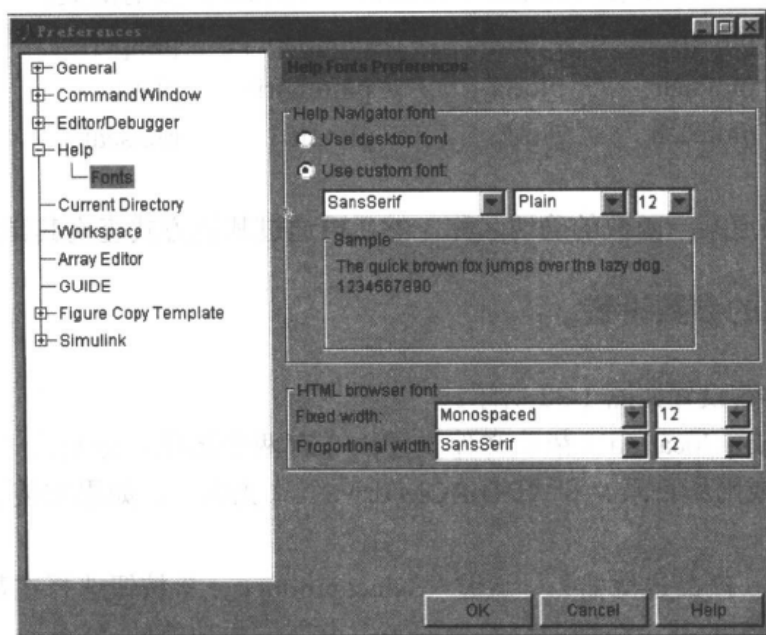 Preferences
General
Command Window
Editor/Debugger
Help
Fonts
Current Directory
Workspace
Array Editor
GUIDE
Figure Copy Template
Simulink
Help Fonts Preferences
Help Navigator font
Use desktop font
Use custom font:
SansSerif Plain 12
Sample
The quick brown fox jumps over the lazy dog.
1234567890
HTML browser font
Fixed width: Monospaced 12
Proportional width: SansSerif 12
OK Cancel Help